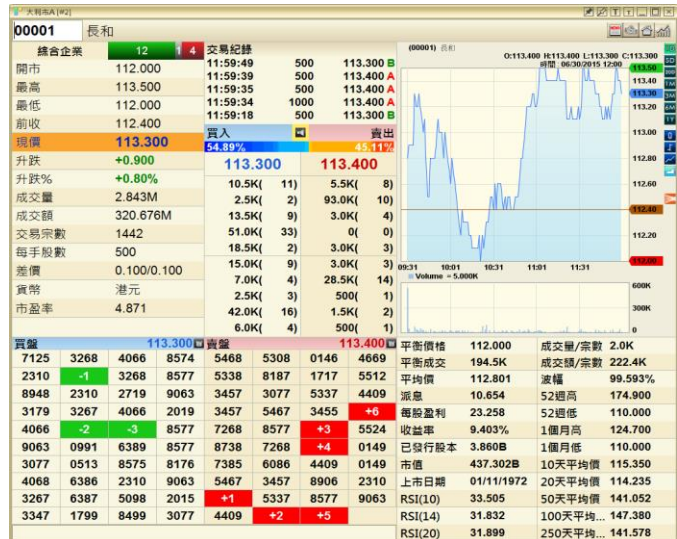 大利市A [W2]
00001 長和
綜合企業 12 1 4
開市 112.000
最高 113.500
最低 112.000
前收 112.400
現價 113.300
升跌 +0.900
升跌% +0.80%
成交量 2.843M
成交額 320.676M
交易宗數 1442
每手股數 500
差價 0.100/0.100
貨幣 港元
市盈率 4.871
交易紀錄
11:59:49 500 113.300 B
11:59:39 500 113.400 A
11:59:35 500 113.400 A
11:59:34 1000 113.400 A
11:59:18 500 113.300 B
買入 賣出
54.89% 45.11%
113.300 113.400
10.5K( 11) 5.5K( 8)
2.5K( 2) 93.0K( 10)
13.5K( 9) 3.0K( 4)
51.0K( 33) 0( 0)
18.5K( 2) 3.0K( 3)
15.0K( 9) 3.0K( 3)
7.0K( 4) 28.5K( 14)
2.5K( 3) 500( 1)
42.0K( 16) 1.5K( 2)
6.0K( 4) 500( 1)
(00001) 長和
O:113.400 H:113.400 L:113.300 C:113.300
時間 06/30/2015 12:00
113.50
113.40
113.30
113.20
113.00
112.80
112.60
112.40
112.20
112.00
09:31 10:01 10:31 11:01 11:31
Volume = 5.000K
600K
300K
0
買盤 113.300 賣盤 113.400
7125 3268 4066 8574 5468 5308 0146 4669
2310 -1 3268 8577 5338 8187 1717 5512
8948 2310 2719 9063 3457 3077 5337 4409
3179 3267 4066 2019 3457 5467 3455 +6
4066 -2 -3 8577 7268 8577 +3 5524
9063 0991 6389 8577 8738 7268 +4 0149
3077 0513 8575 8176 7385 6086 4409 0149
4068 6386 2310 9063 5467 3457 8906 2310
3267 6387 5098 2015 +1 5337 8577 9063
3347 1799 8499 3077 4409 +2 +5
平衡價格 112.000 成交量/宗數 2.0K
平衡成交 194.5K 成交額/宗數 222.4K
平均價 112.801 波幅 99.593%
派息 10.654 52週高 174.900
每股盈利 23.258 52週低 110.000
收益率 9.403% 1個月高 124.700
已發行股本 3.860B 1個月低 110.000
市值 437.302B 10天平均價 115.350
上市日期 01/11/1972 20天平均價 114.235
RSI(10) 33.505 50天平均價 141.052
RSI(14) 31.832 100天平均... 147.380
RSI(20) 31.899 250天平均... 141.578